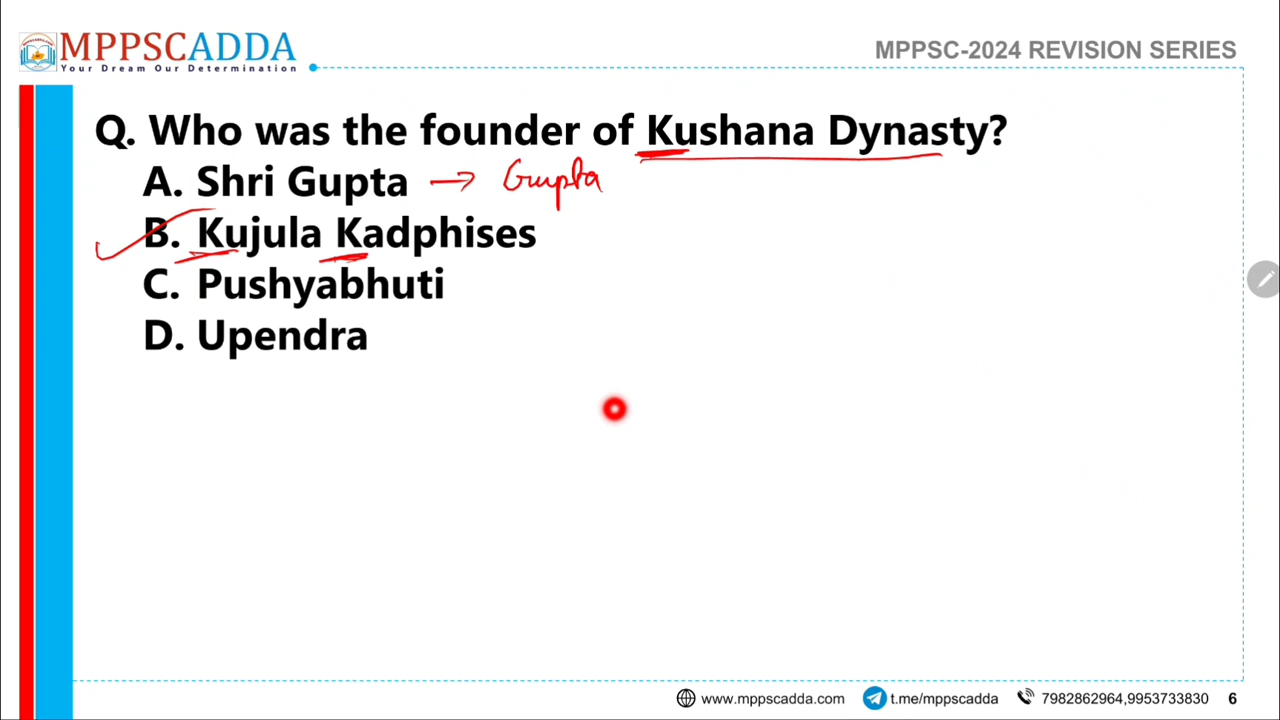 MPPSCADDA
Your Dream Our Determination
MPPSC-2024 REVISION SERIES
Q. Who was the founder of Kushana Dynasty?
A. Shri Gupta → Gupta
B. Kujula Kadphises
C. Pushyabhuti
D. Upendra
www.mppscadda.com t.me/mppscadda 7982862964,9953733830 6